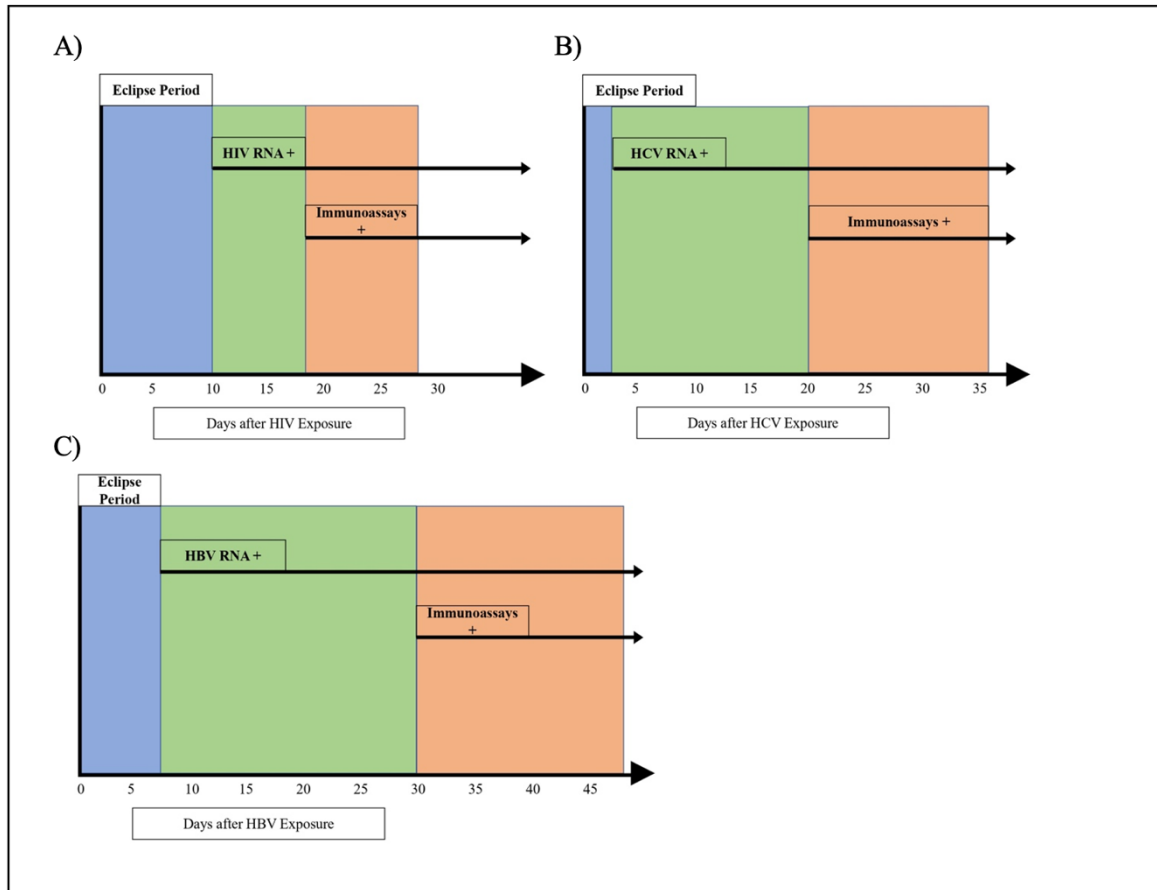 A)
Eclipse Period
HIV RNA +
Immunoassays
+
0 5 10 15 20 25 30
Days after HIV Exposure
B)
Eclipse Period
HCV RNA +
Immunoassays +
0 5 10 20 25 30 35
Days after HCV Exposure
C)
Eclipse
Period
HBV RNA +
Immunoassays
+
0 5 10 15 20 25 30 35 40 45
Days after HBV Exposure